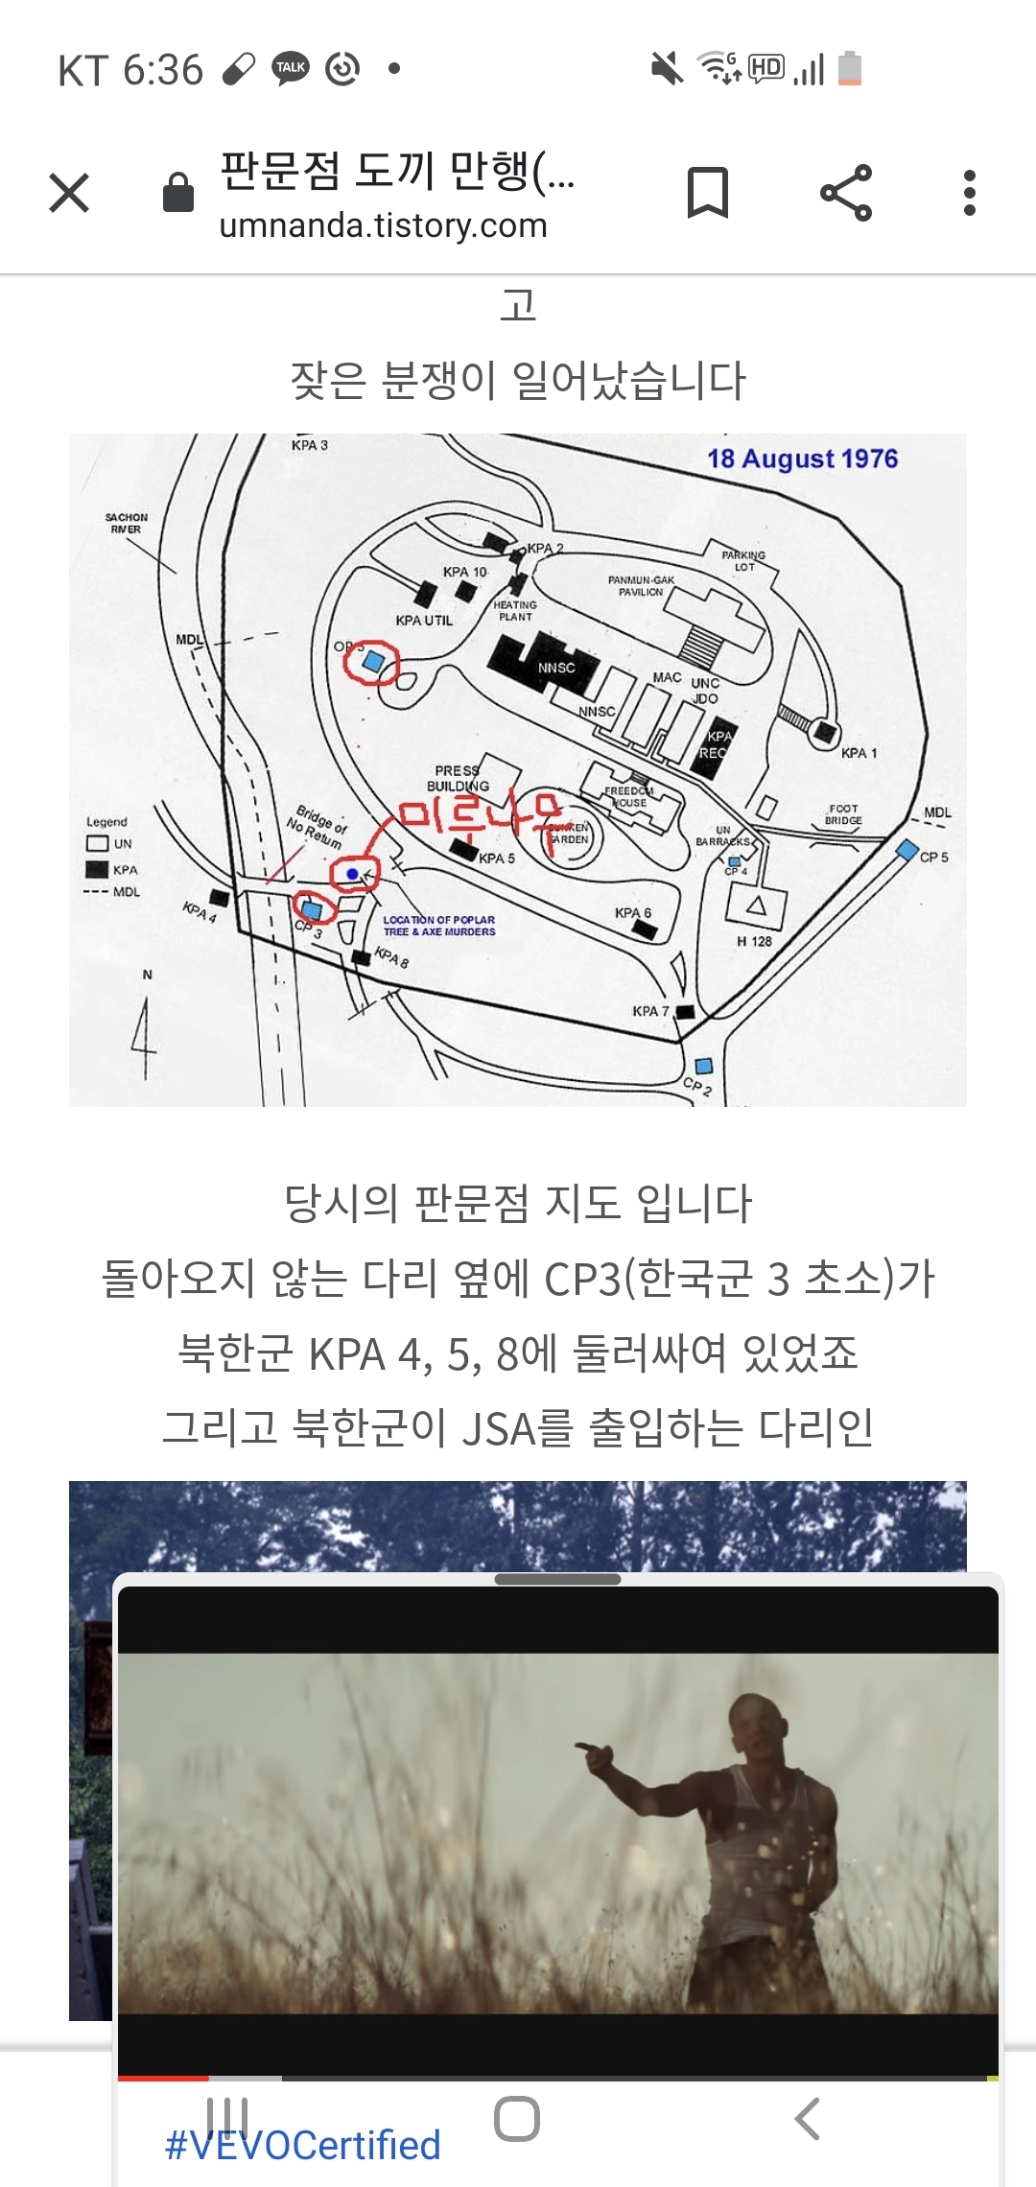 KT 6:36
TALK
G
HD
판문점 도끼 만행(...
umnanda.tistory.com
고
잦은 분쟁이 일어났습니다
KPA 3
18 August 1976
SACHON
RIVER
KPA 2
PARKING
LOT
KPA 10
PANMUN-GAK
PAVILION
HEATING
PLANT
KPA UTIL
MDL
OP 5
NNSC
MAC
UNC
JDO
NNSC
KPA
REC
KPA 1
PRESS
BUILDING
FREEDOM
HOUSE
미루나무
Bridge of
No Return
SUNKEN
GARDEN
FOOT
BRIDGE
MDL
Legend
UN
KPA
MDL
UN
BARRACKS
KPA 5
CP 4
CP 5
KPA 4
CP 3
LOCATION OF POPLAR
TREE & AXE MURDERS
KPA 6
H 128
KPA 8
N
KPA 7
CP 2
당시의 판문점 지도 입니다
돌아오지 않는 다리 옆에 CP3(한국군 3 초소)가
북한군 KPA 4, 5, 8에 둘러싸여 있었죠
그리고 북한군이 JSA를 출입하는 다리인
#VEVOCertified